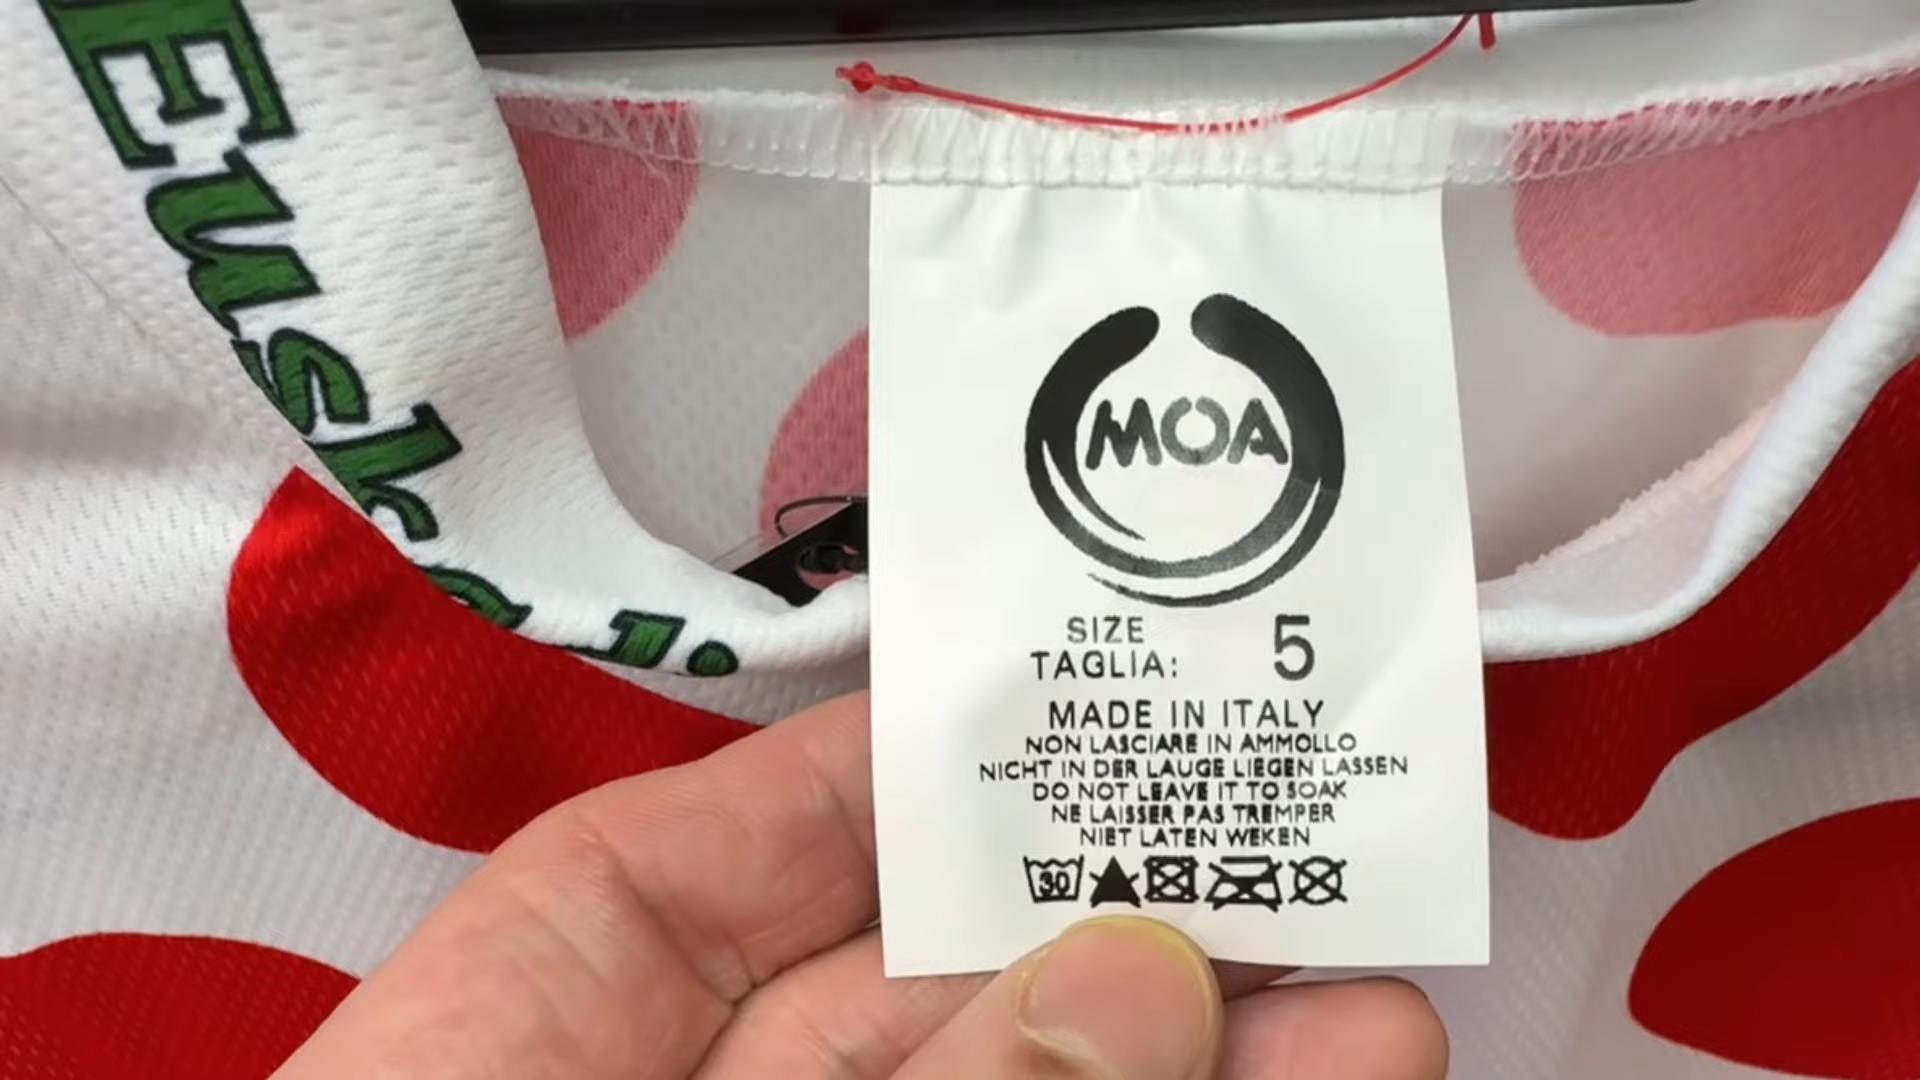 Euskadi
MOA
SIZE
TAGLIA: 5
MADE IN ITALY
NON LASCIARE IN AMMOLLO
NICHT IN DER LAUGE LIEGEN LASSEN
DO NOT LEAVE IT TO SOAK
NE LAISSER PAS TREMPER
NIET LATEN WEKEN
30